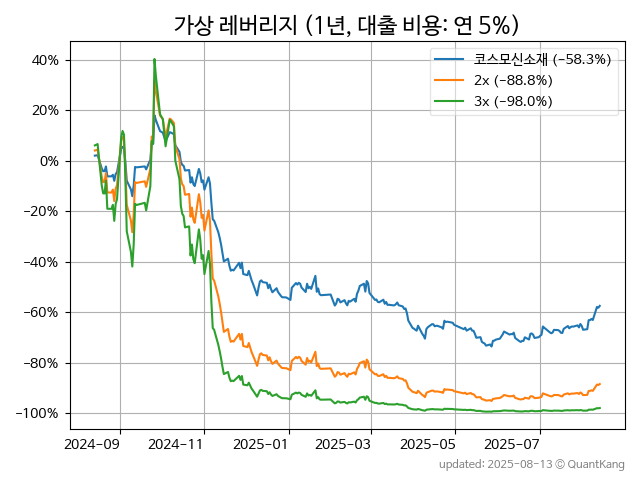 가상 레버리지 (1년, 대출 비용: 연 5%)
코스모신소재 (-58.3%)
2x (-88.8%)
3x (-98.0%)
40%
20%
0%
-20%
-40%
-60%
-80%
-100%
2024-09 2024-11 2025-01 2025-03 2025-05 2025-07
updated: 2025-08-13 © QuantKang